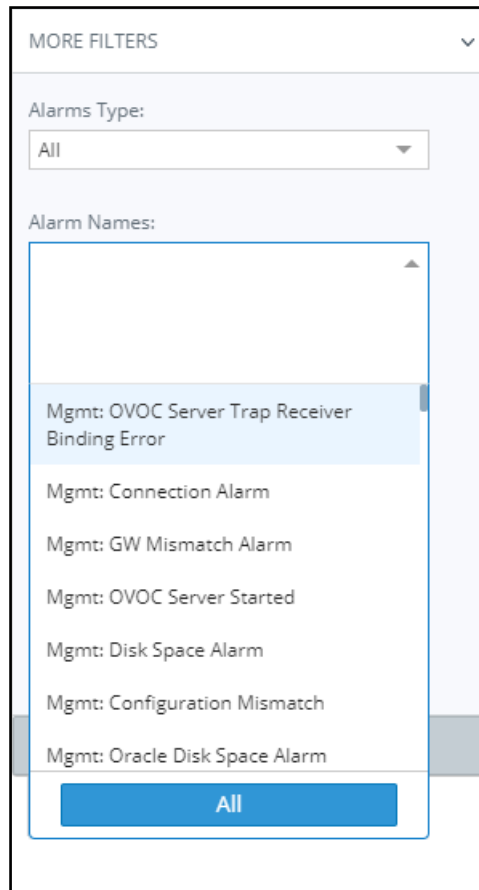 MORE FILTERS
Alarms Type:
All
Alarm Names:
Mgmt: OVOC Server Trap Receiver
Binding Error
Mgmt: Connection Alarm
Mgmt: GW Mismatch Alarm
Mgmt: OVOC Server Started
Mgmt: Disk Space Alarm
Mgmt: Configuration Mismatch
Mgmt: Oracle Disk Space Alarm
All